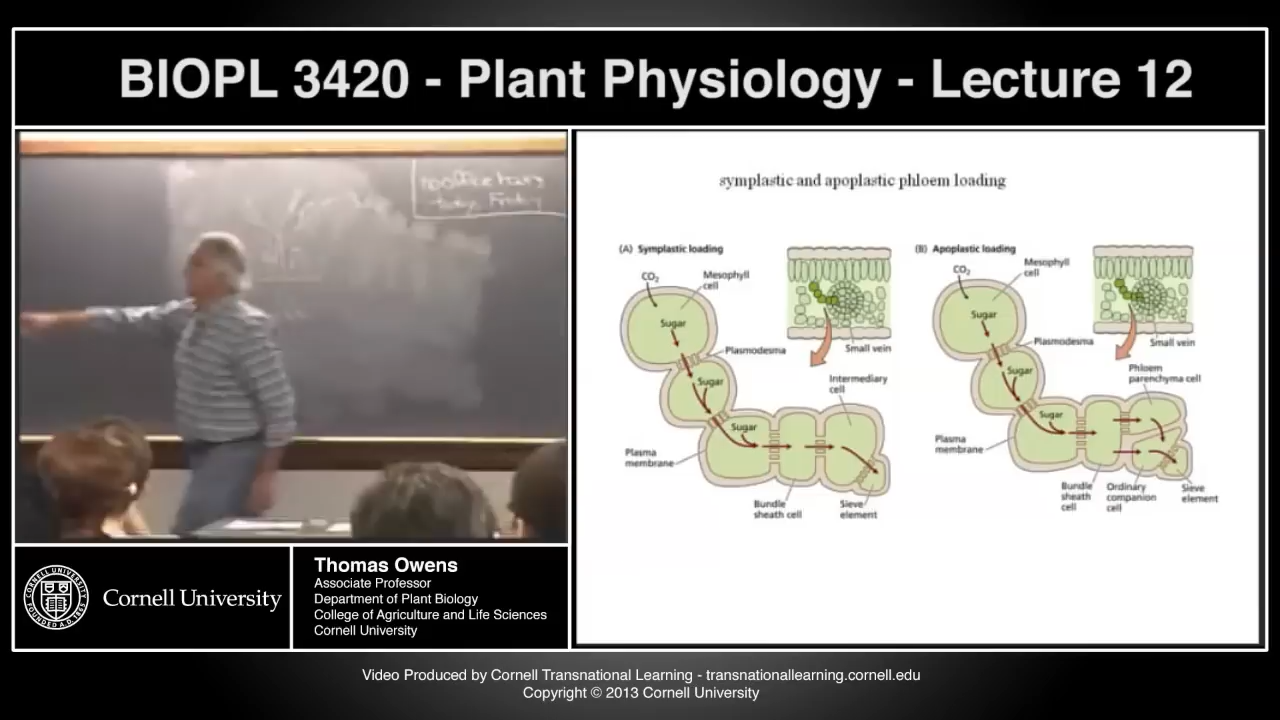 BIOPL 3420 - Plant Physiology - Lecture 12
symplastic and apoplastic phloem loading
(A) Symplastic loading
CO2
Mesophyll
cell
Sugar
Plasmodesma
Small vein
Sugar
Intermediary
cell
Sugar
Plasma
membrane
Bundle
sheath cell
Sieve
element
(B) Apoplastic loading
CO2
Mesophyll
cell
Sugar
Plasmodesma
Small vein
Sugar
Phloem
parenchyma cell
Sugar
Plasma
membrane
Bundle
sheath
cell
Ordinary
companion
cell
Sieve
element
Cornell University
Thomas Owens
Associate Professor
Department of Plant Biology
College of Agriculture and Life Sciences
Cornell University
Video Produced by Cornell Transnational Learning - transnationallearning.cornell.edu
Copyright © 2013 Cornell University